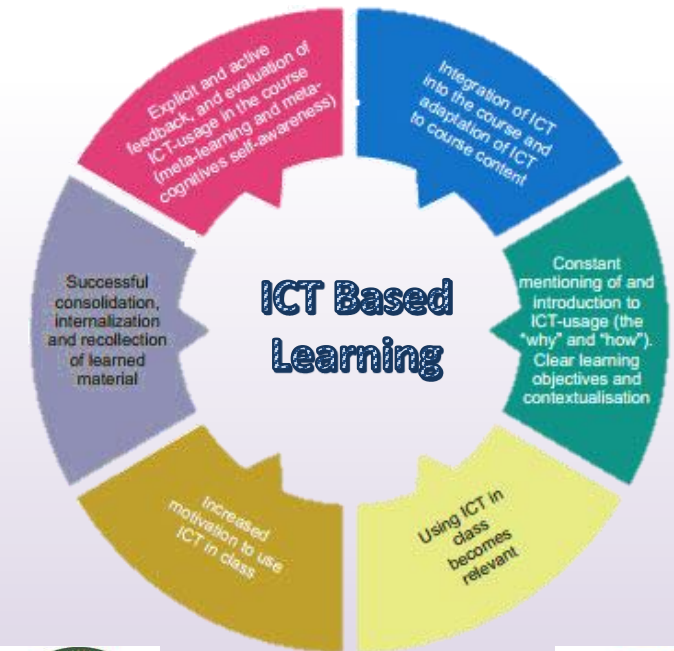 Explicit and active
feedback, and evaluation of
ICT-usage in the course
(meta-learning and meta-
cognitives self-awareness)
Integration of ICT
into the course and
adaptation of ICT
to course content
Successful
consolidation,
internalization
and recollection
of learned
material
ICT Based
Learning
Constant
mentioning of and
introduction to
ICT-usage (the
"why" and "how").
Clear learning
objectives and
contextualisation
Increased
motivation to use
ICT in class
Using ICT in
class
becomes
relevant